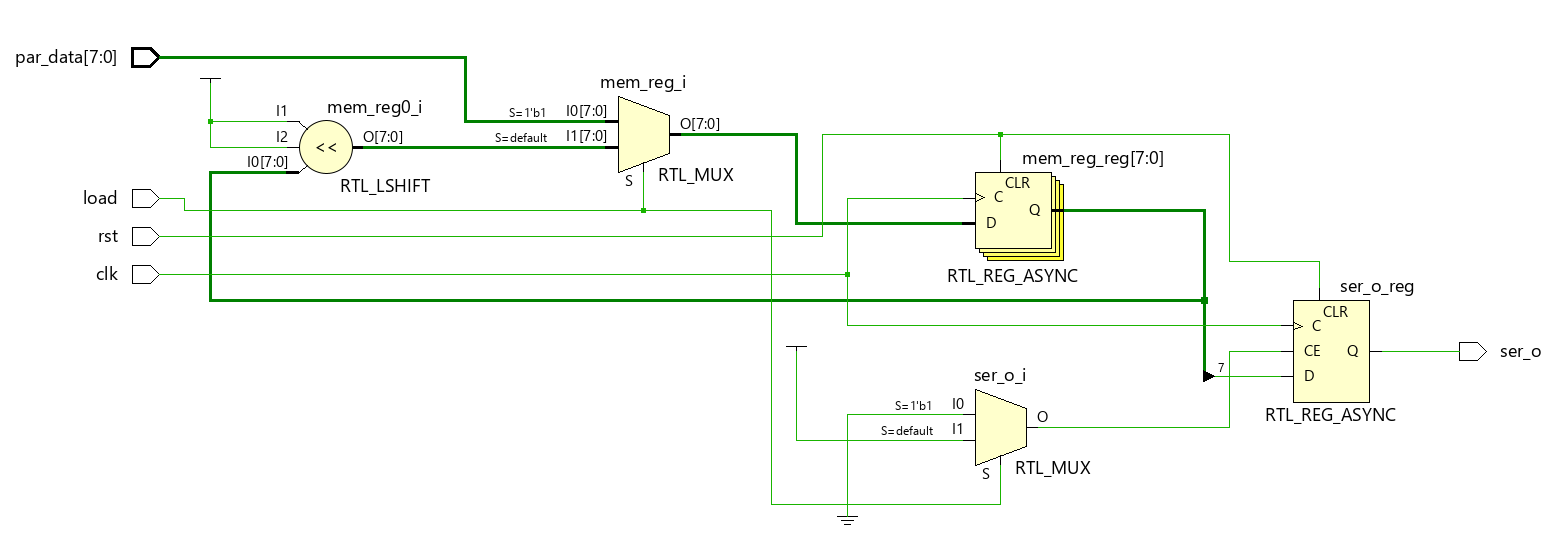 par_data[7:0]
mem_reg_i
I1
mem_reg0_i
S=1'b1
I0[7:0]
O[7:0]
I2
O[7:0]
S=default
I1[7:0]
<<
I0[7:0]
RTL_LSHIFT
S
RTL_MUX
mem_reg_reg[7:0]
CLR
load
C
Q
D
rst
clk
RTL_REG_ASYNC
ser_o_reg
CLR
C
CE
Q
ser_o
7
D
ser_o_i
S=1'b1
I0
O
S=default
I1
RTL_REG_ASYNC
S
RTL_MUX